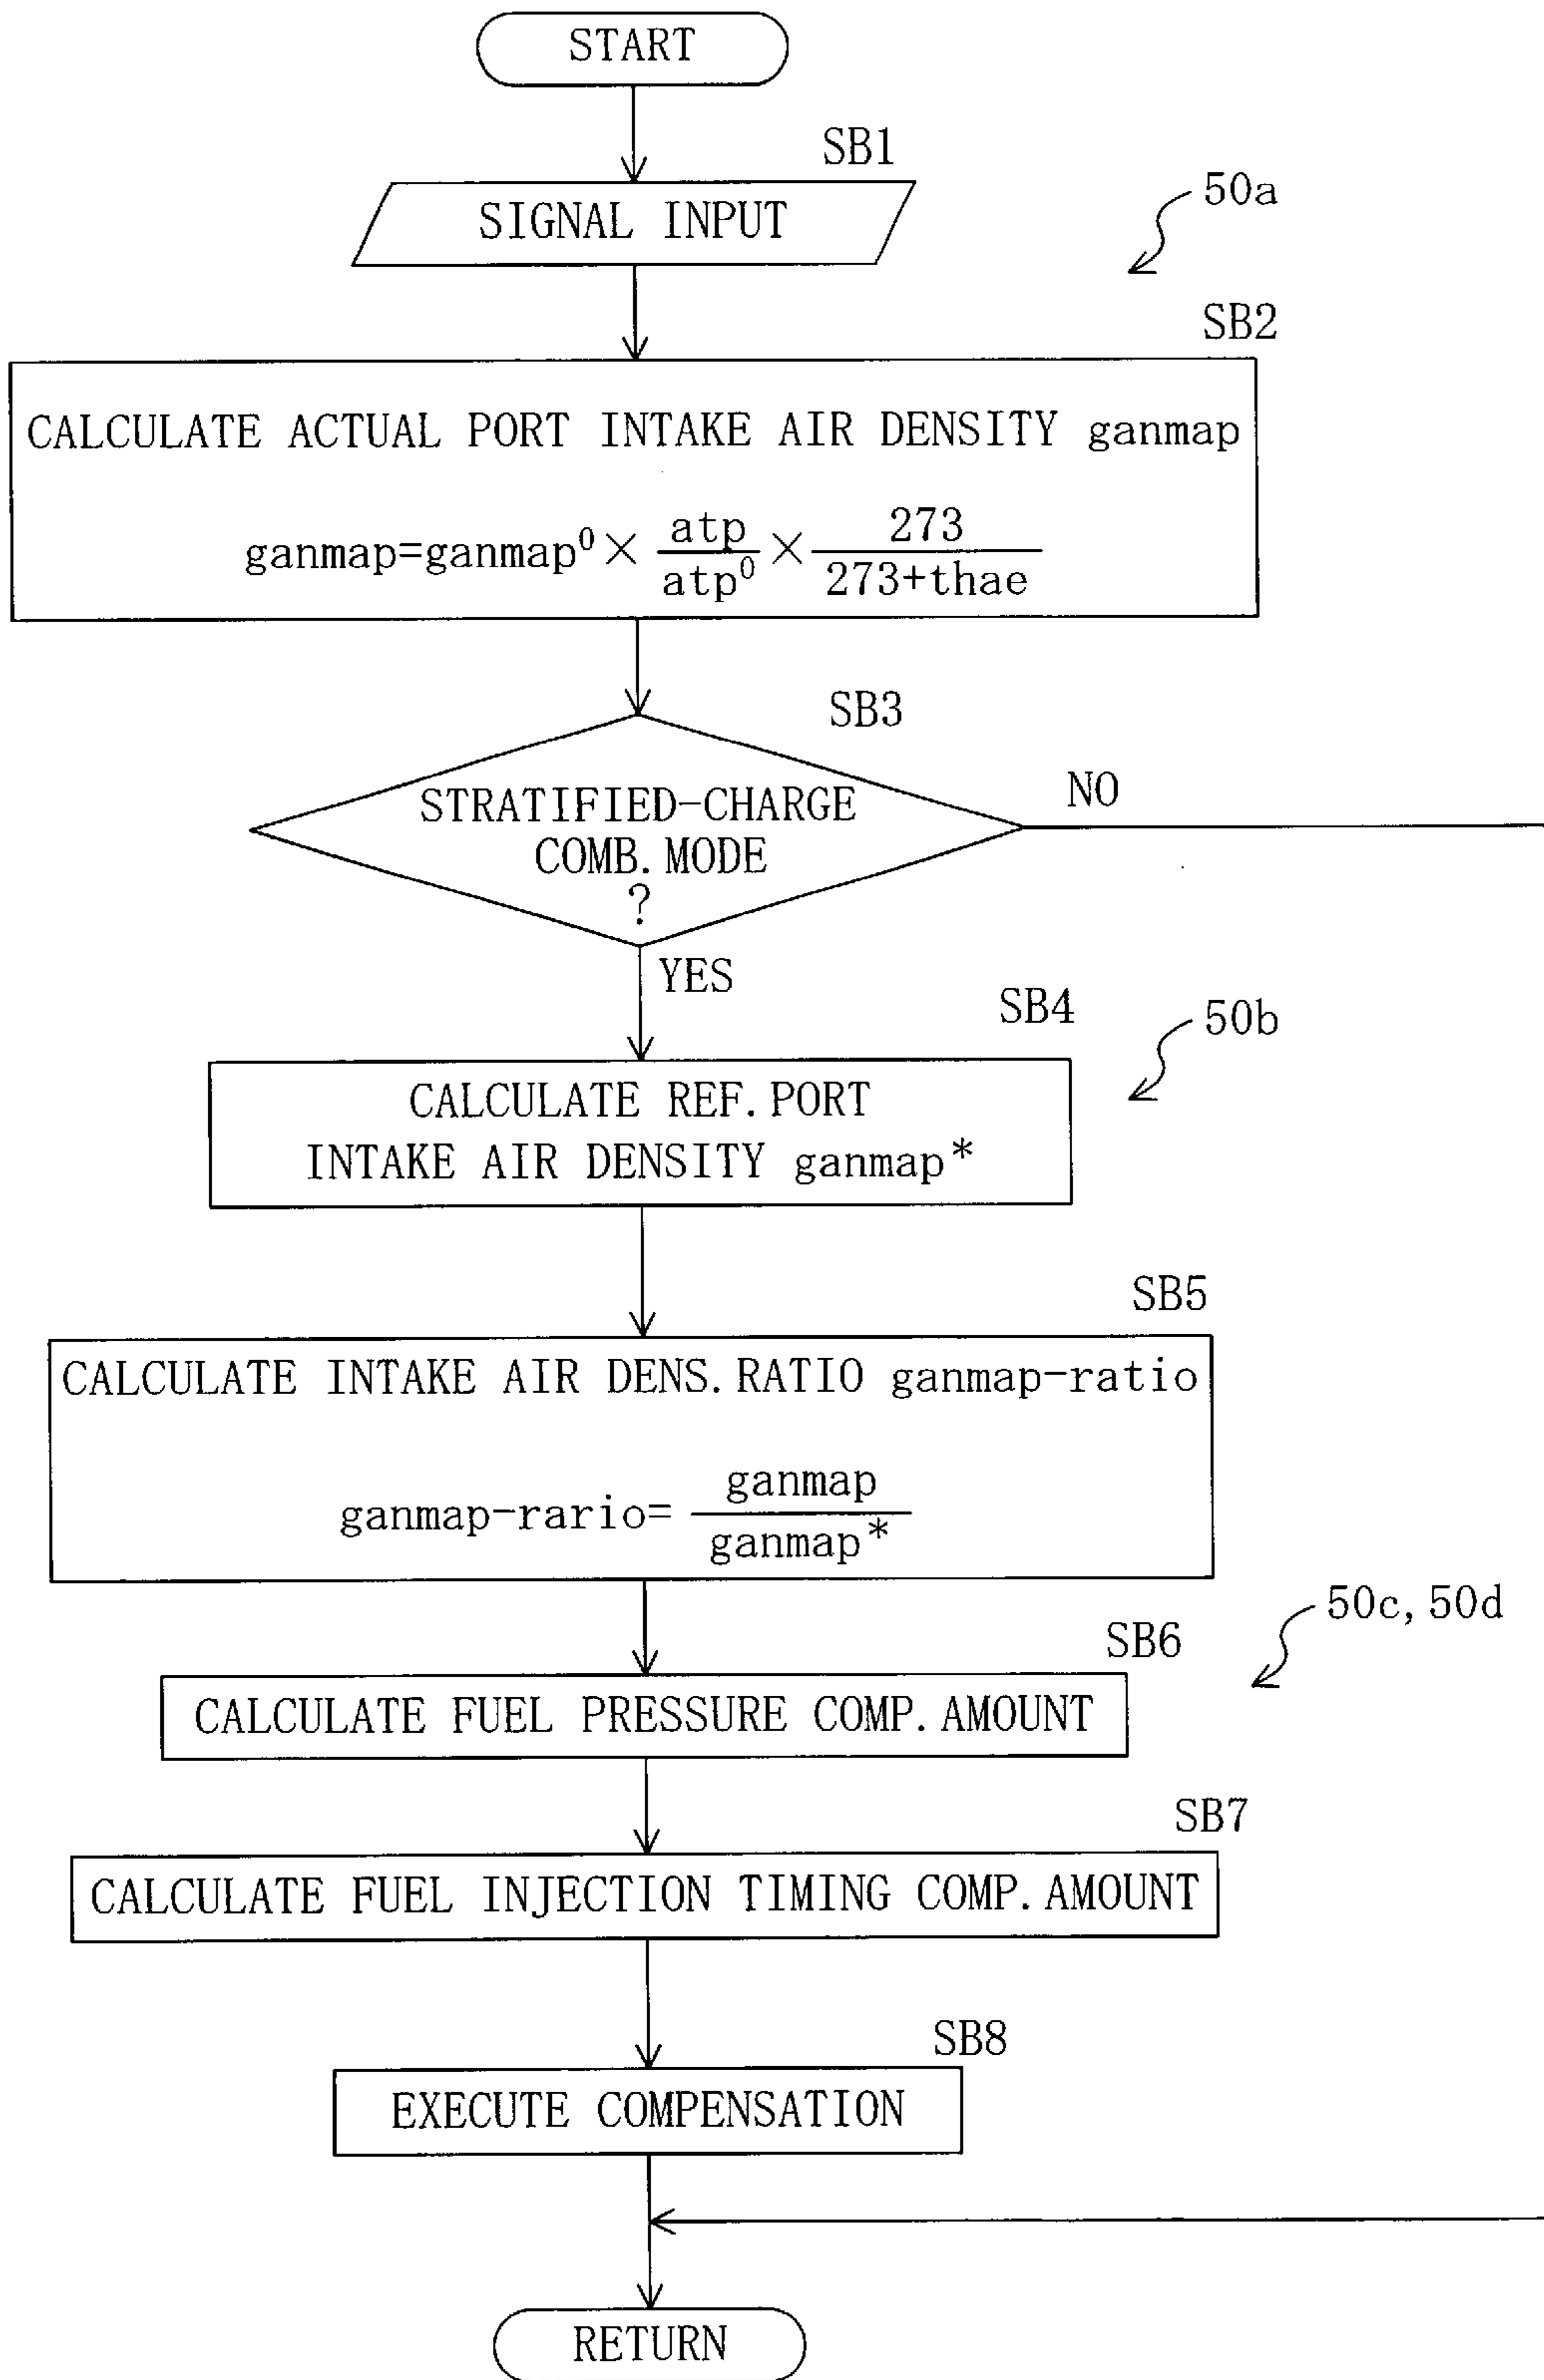 START
SB1
SIGNAL INPUT
50a
SB2
CALCULATE ACTUAL PORT INTAKE AIR DENSITY ganmap
ganmap=ganmap⁰× atp/atp⁰ × 273/273+thae
SB3
STRATIFIED-CHARGE
COMB.MODE
?
NO
YES
SB4
50b
CALCULATE REF.PORT
INTAKE AIR DENSITY ganmap*
SB5
CALCULATE INTAKE AIR DENS.RATIO ganmap-ratio
ganmap-rario= ganmap/ganmap*
50c, 50d
SB6
CALCULATE FUEL PRESSURE COMP.AMOUNT
SB7
CALCULATE FUEL INJECTION TIMING COMP.AMOUNT
SB8
EXECUTE COMPENSATION
RETURN